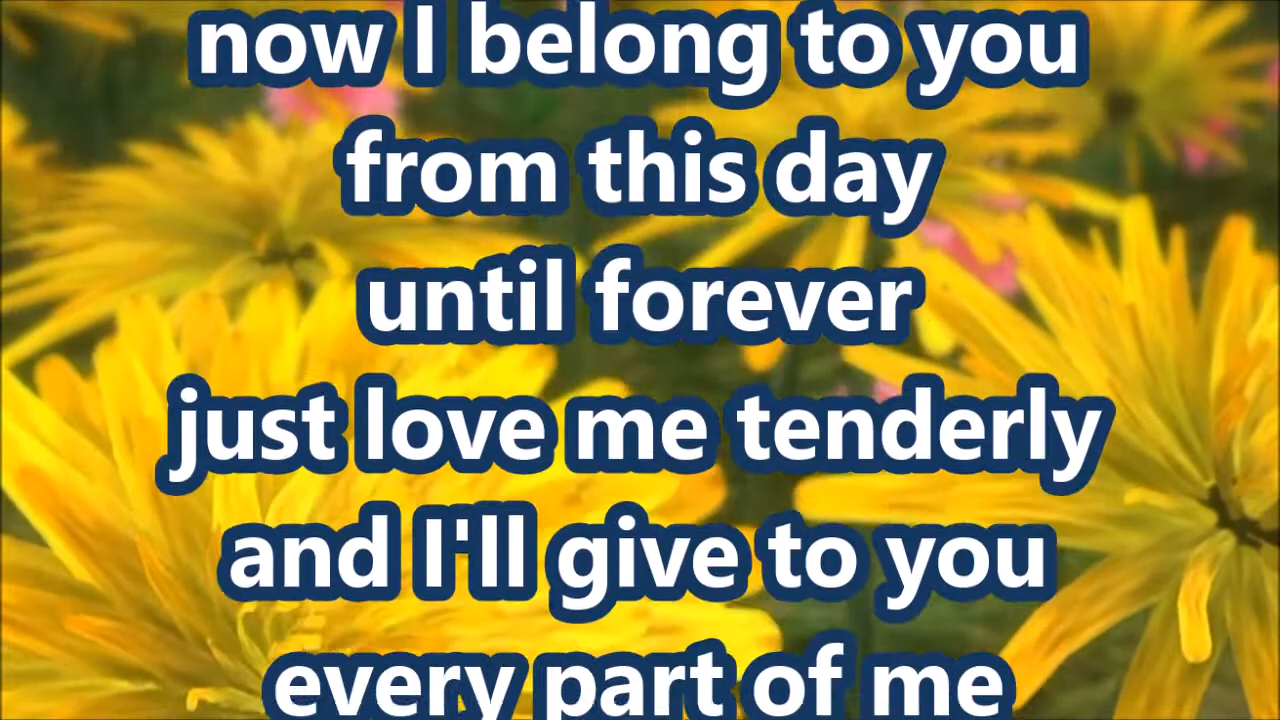 now I belong to you
from this day
until forever
just love me tenderly
and I'll give to you
every part of me